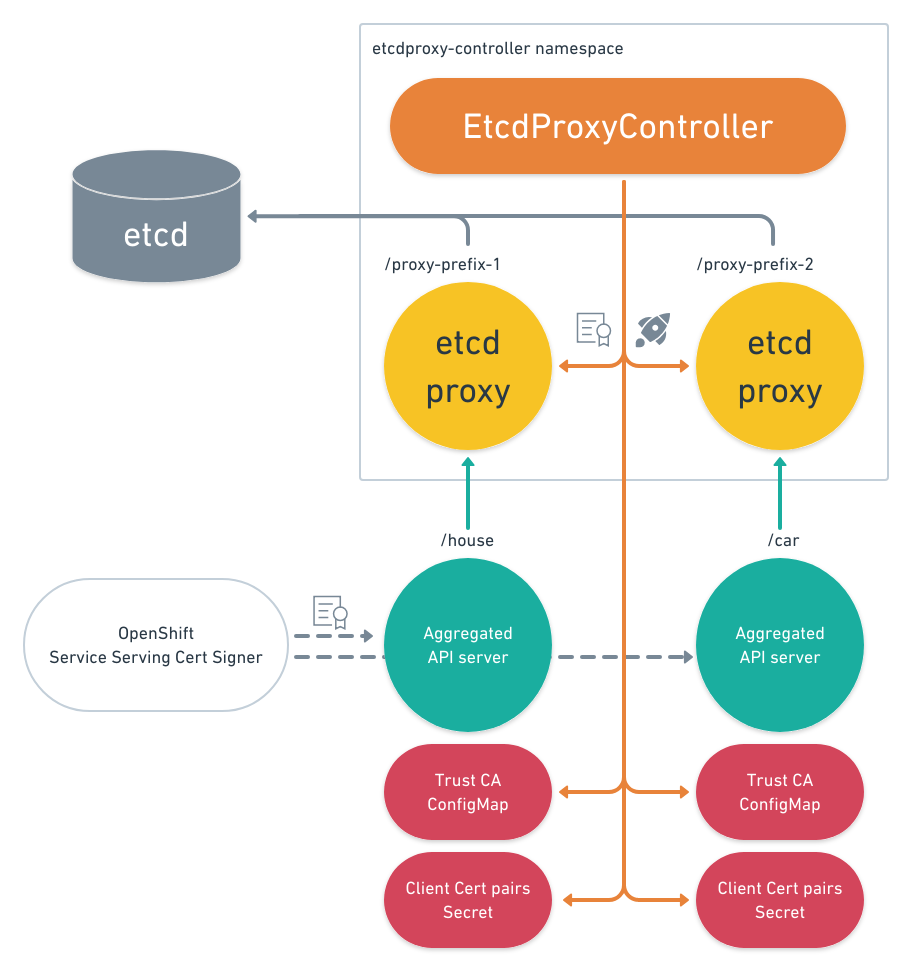 etcdproxy-controller namespace
EtcdProxyController
etcd
/proxy-prefix-1
/proxy-prefix-2
etcd
proxy
etcd
proxy
/house
/car
OpenShift
Service Serving Cert Signer
Aggregated
API server
Aggregated
API server
Trust CA
ConfigMap
Trust CA
ConfigMap
Client Cert pairs
Secret
Client Cert pairs
Secret